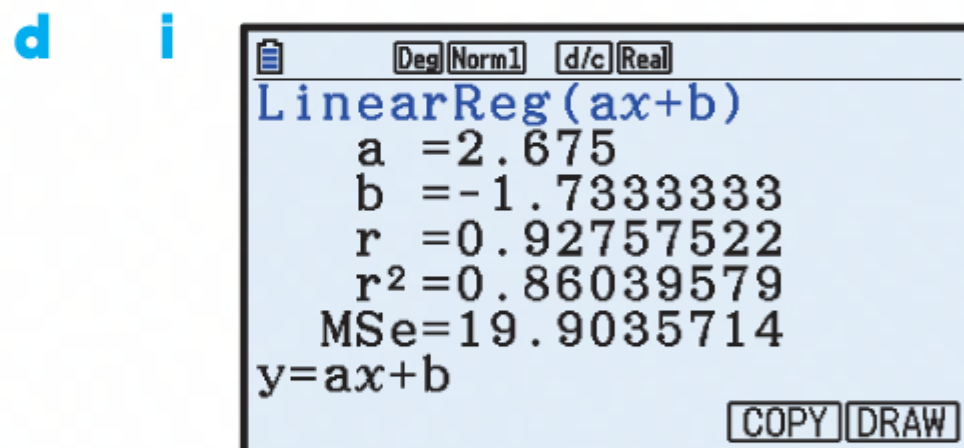 d i
Deg Norm1 d/c Real
LinearReg(ax+b)
a =2.675
b =-1.7333333
r =0.92757522
r²=0.86039579
MSe=19.9035714
y=ax+b
COPY DRAW